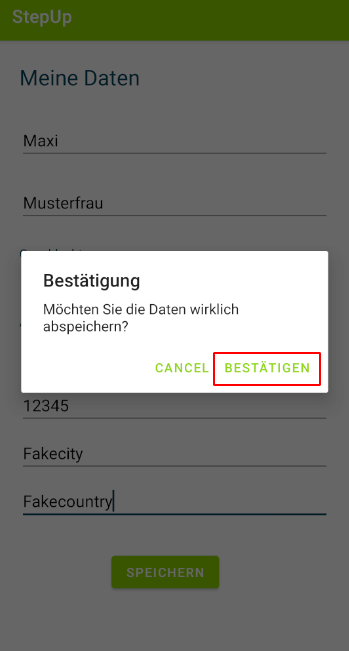 StepUp
Meine Daten
Maxi
Musterfrau
Bestätigung
Möchten Sie die Daten wirklich
abspeichern?
CANCEL BESTÄTIGEN
12345
Fakecity
Fakecountry
SPEICHERN